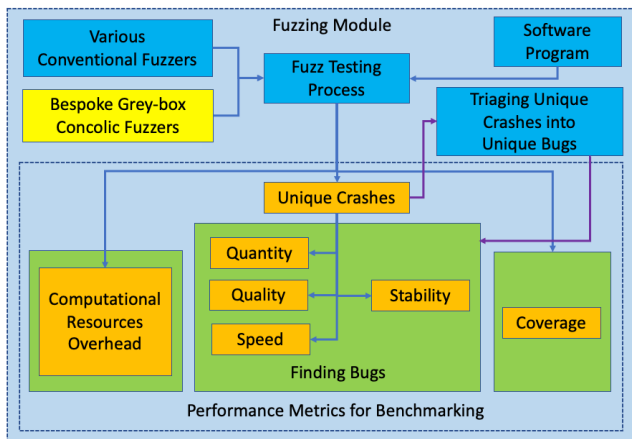 Fuzzing Module
Various
Conventional Fuzzers
Software
Program
Fuzz Testing
Process
Bespoke Grey-box
Concolic Fuzzers
Triaging Unique
Crashes into
Unique Bugs
Unique Crashes
Quantity
Quality
Stability
Speed
Computational
Resources
Overhead
Coverage
Finding Bugs
Performance Metrics for Benchmarking